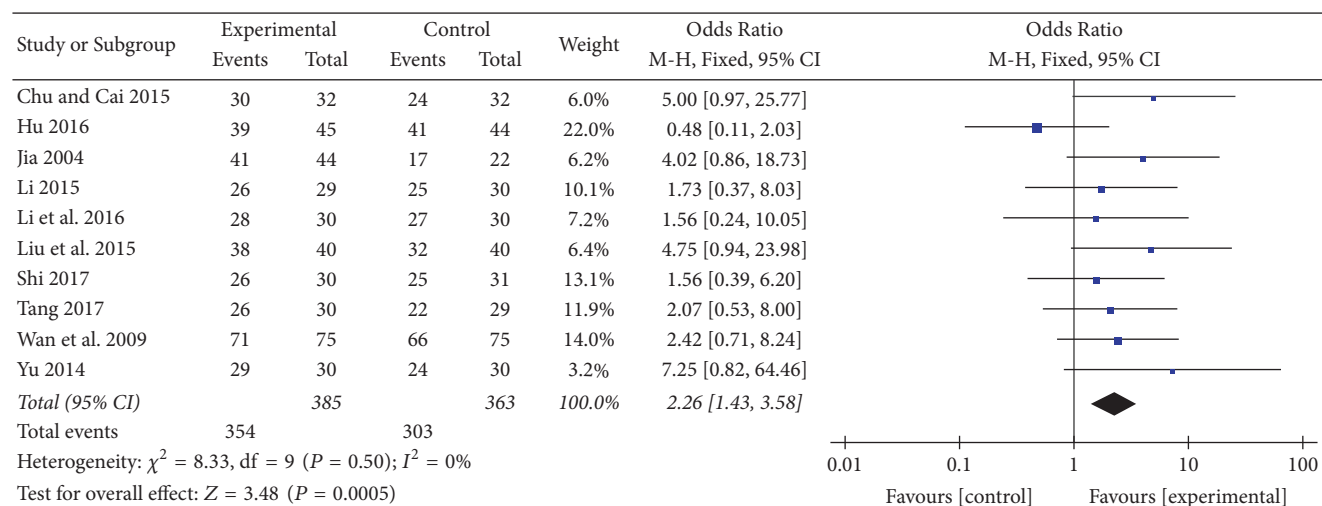 Study or Subgroup Experimental Control Weight Odds Ratio Odds Ratio
Events Total Events Total M-H, Fixed, 95% CI M-H, Fixed, 95% CI
Chu and Cai 2015 30 32 24 32 6.0% 5.00 [0.97, 25.77]
Hu 2016 39 45 41 44 22.0% 0.48 [0.11, 2.03]
Jia 2004 41 44 17 22 6.2% 4.02 [0.86, 18.73]
Li 2015 26 29 25 30 10.1% 1.73 [0.37, 8.03]
Li et al. 2016 28 30 27 30 7.2% 1.56 [0.24, 10.05]
Liu et al. 2015 38 40 32 40 6.4% 4.75 [0.94, 23.98]
Shi 2017 26 30 25 31 13.1% 1.56 [0.39, 6.20]
Tang 2017 26 30 22 29 11.9% 2.07 [0.53, 8.00]
Wan et al. 2009 71 75 66 75 14.0% 2.42 [0.71, 8.24]
Yu 2014 29 30 24 30 3.2% 7.25 [0.82, 64.46]
Total (95% CI) 385 363 100.0% 2.26 [1.43, 3.58]
Total events 354 303
Heterogeneity: χ² = 8.33, df = 9 (P = 0.50); I² = 0%
Test for overall effect: Z = 3.48 (P = 0.0005)
0.01 0.1 1 10 100
Favours [control] Favours [experimental]